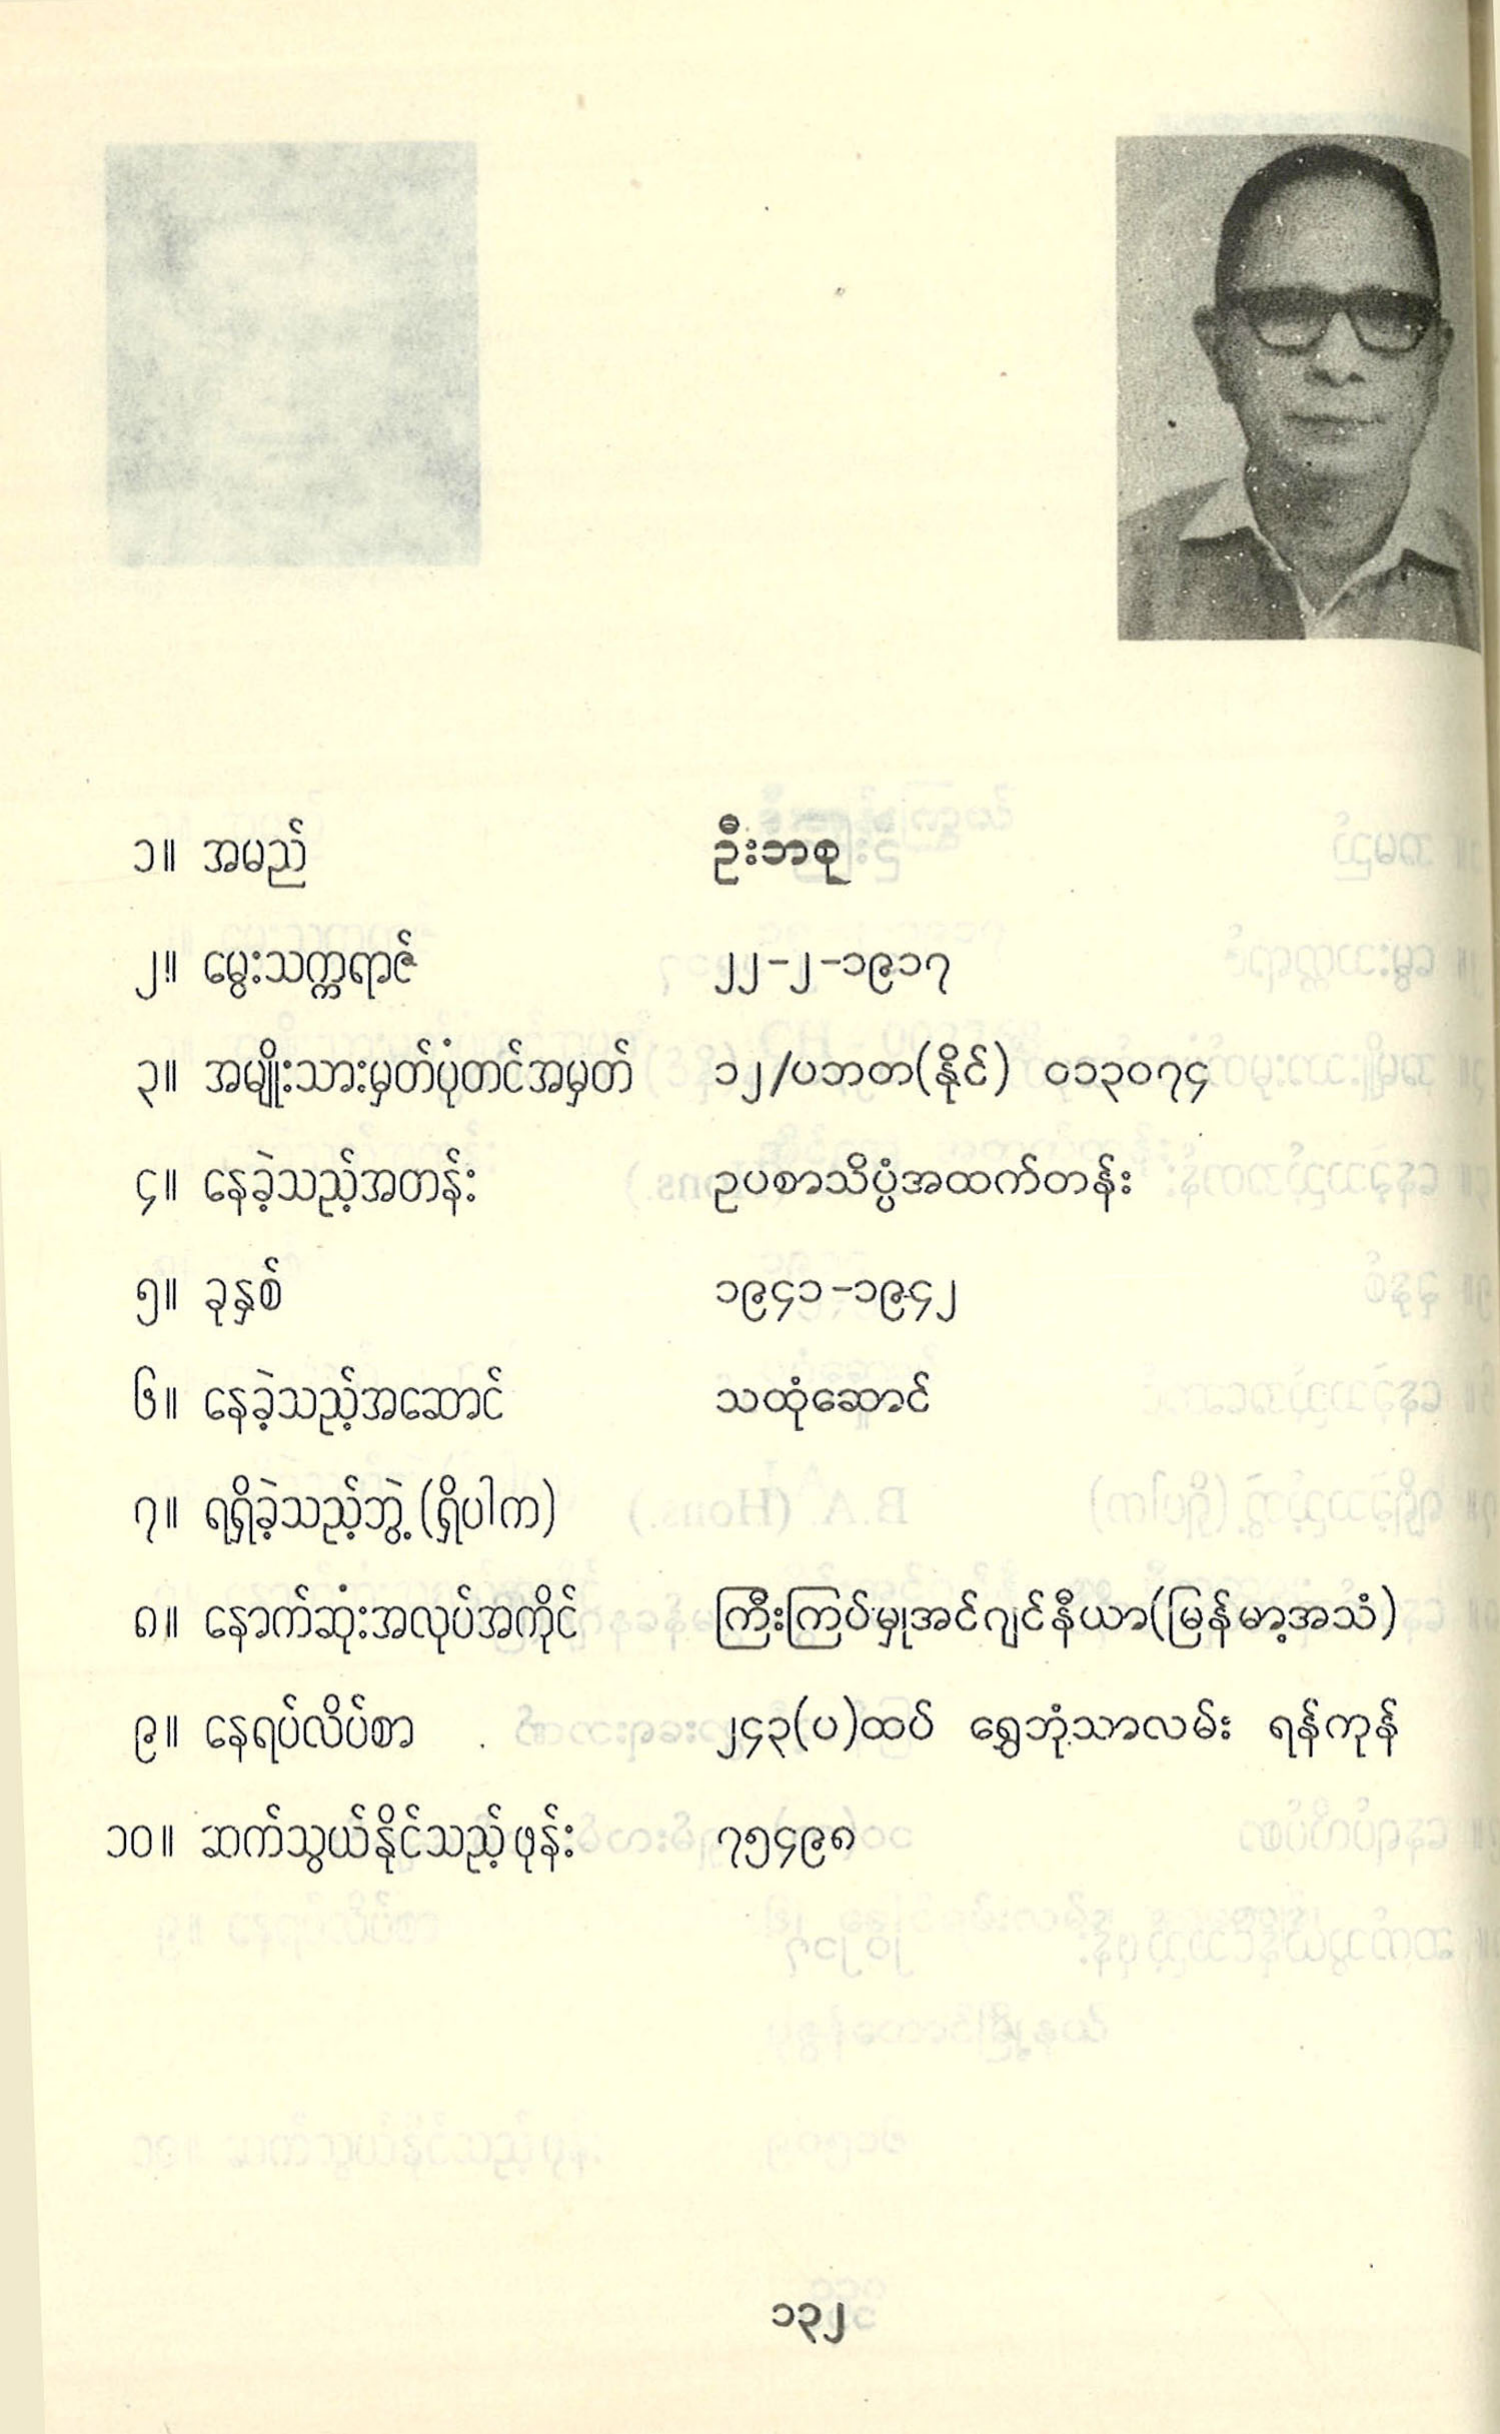 ၁။ အမည် ဦးဘစု
၂။ မွေးသက္ကရာဇ် ၂၂-၂-၁၉၁၇
၃။ အမျိုးသားမှတ်ပုံတင်အမှတ် ၁၂/ပဘတ(နိုင်) ၀၁၃၀၇၄
၄။ နေခဲ့သည့်အတန်း ဥပစာသိပ္ပံအထက်တန်း
၅။ ခုနှစ် ၁၉၄၁-၁၉၄၂
၆။ နေခဲ့သည့်အဆောင် သထုံဆောင်
၇။ ရရှိခဲ့သည့်ဘွဲ့(ရှိပါက)
၈။ နောက်ဆုံးအလုပ်အကိုင် ကြီးကြပ်မှုအင်ဂျင်နီယာ(မြန်မာ့အသံ)
၉။ နေရပ်လိပ်စာ ၂၄၃(ပ)ထပ် ရွှေဘုံသာလမ်း ရန်ကုန်
၁၀။ ဆက်သွယ်နိုင်သည့်ဖုန်း ၇၅၄၉၈
၁၃၂